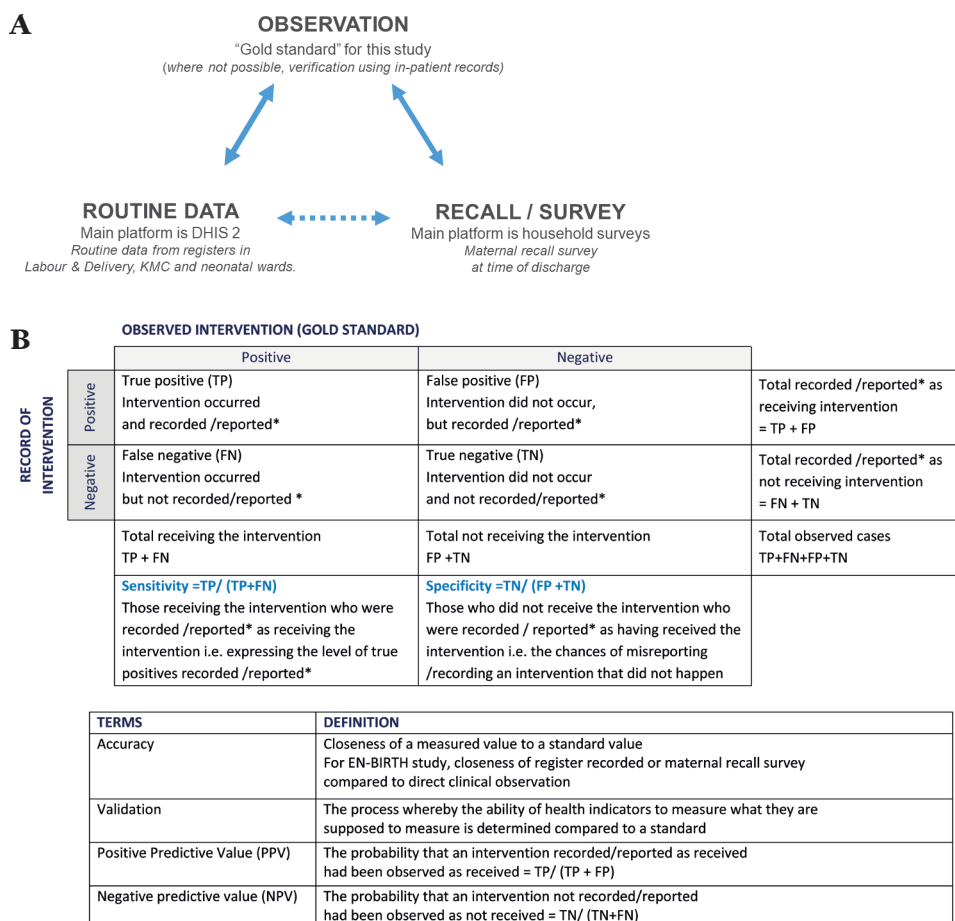 A
OBSERVATION
“Gold standard” for this study
(where not possible, verification using in-patient records)
ROUTINE DATA
Main platform is DHIS 2
Routine data from registers in
Labour & Delivery, KMC and neonatal wards.
RECALL / SURVEY
Main platform is household surveys
Maternal recall survey
at time of discharge
B
OBSERVED INTERVENTION (GOLD STANDARD)
Positive
Negative
RECORD OF
INTERVENTION
Positive
True positive (TP)
Intervention occurred
and recorded /reported*
False positive (FP)
Intervention did not occur,
but recorded /reported*
Total recorded /reported* as
receiving intervention
= TP + FP
Negative
False negative (FN)
Intervention occurred
but not recorded/reported *
True negative (TN)
Intervention did not occur
and not recorded/reported*
Total recorded /reported* as
not receiving intervention
= FN + TN
Total receiving the intervention
TP + FN
Total not receiving the intervention
FP +TN
Total observed cases
TP+FN+FP+TN
Sensitivity =TP/ (TP+FN)
Those receiving the intervention who were
recorded /reported* as receiving the
intervention i.e. expressing the level of true
positives recorded /reported*
Specificity =TN/ (FP +TN)
Those who did not receive the intervention who
were recorded / reported* as having received the
intervention i.e. the chances of misreporting
/recording an intervention that did not happen
TERMS
DEFINITION
Accuracy
Closeness of a measured value to a standard value
For EN-BIRTH study, closeness of register recorded or maternal recall survey
compared to direct clinical observation
Validation
The process whereby the ability of health indicators to measure what they are
supposed to measure is determined compared to a standard
Positive Predictive Value (PPV)
The probability that an intervention recorded/reported as received
had been observed as received = TP/ (TP + FP)
Negative predictive value (NPV)
The probability that an intervention not recorded/reported
had been observed as not received = TN/ (TN+FN)